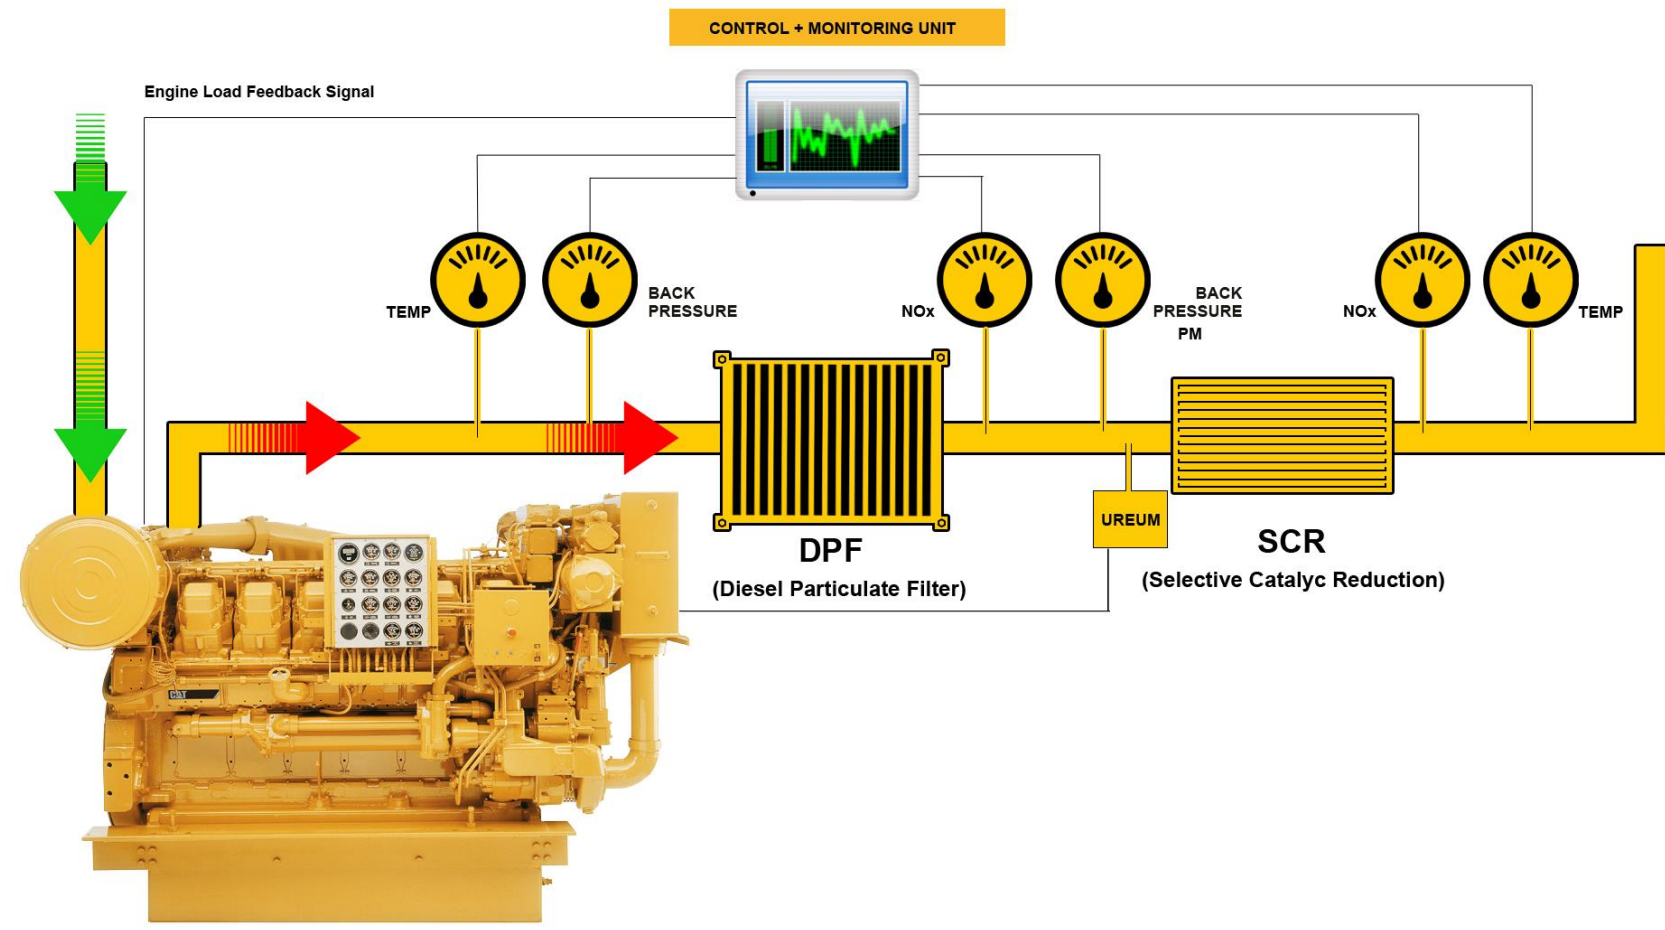 CONTROL + MONITORING UNIT
Engine Load Feedback Signal
TEMP
BACK
PRESSURE
NOx
BACK
PRESSURE
PM
NOx
TEMP
UREUM
DPF
(Diesel Particulate Filter)
SCR
(Selective Catalyc Reduction)
CAT